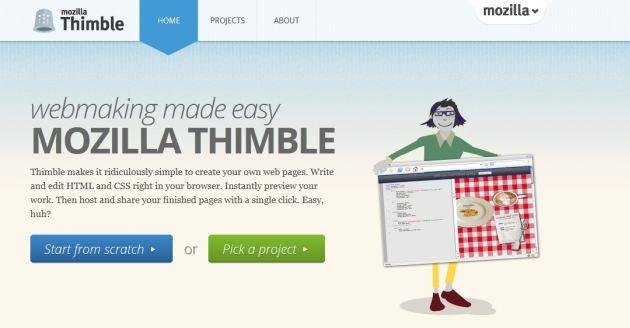 mozilla
Thimble
HOME
PROJECTS
ABOUT
mozilla
webmaking made easy
MOZILLA THIMBLE
Thimble makes it ridiculously simple to create your own web pages. Write
and edit HTML and CSS right in your browser. Instantly preview your
work. Then host and share your finished pages with a single click. Easy,
huh?
Start from scratch
or
Pick a project